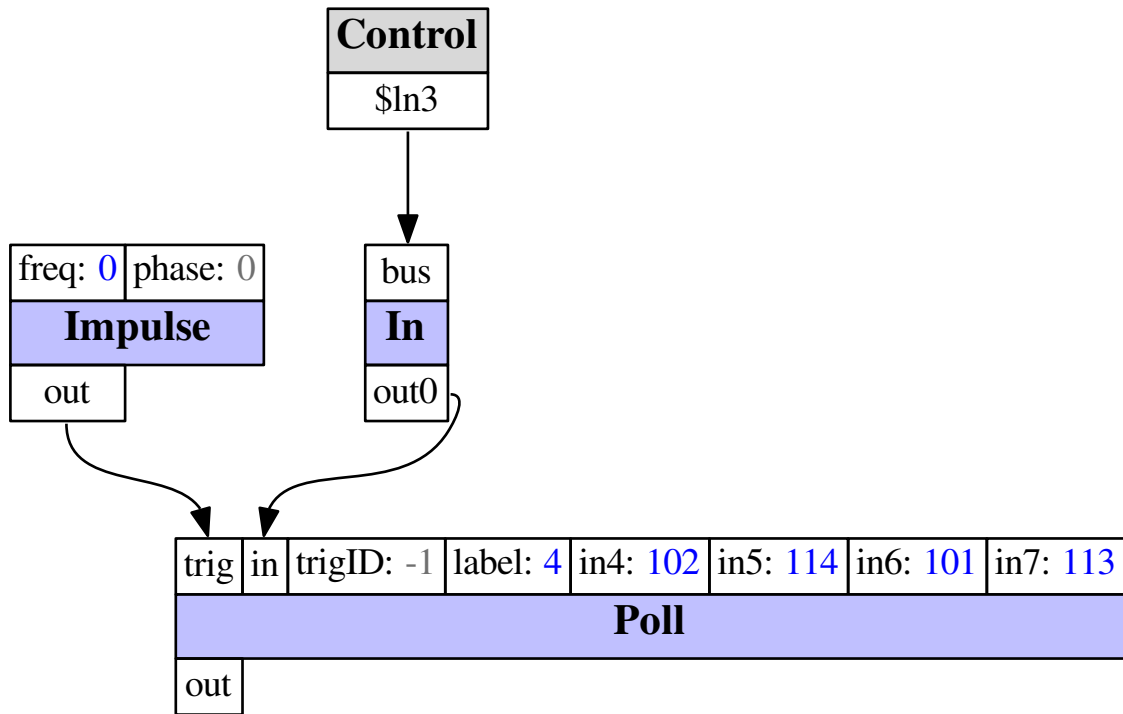 Control
$ln3
freq: 0 phase: 0
bus
Impulse
In
out
out0
trig in trigID: -1 label: 4 in4: 102 in5: 114 in6: 101 in7: 113
Poll
out